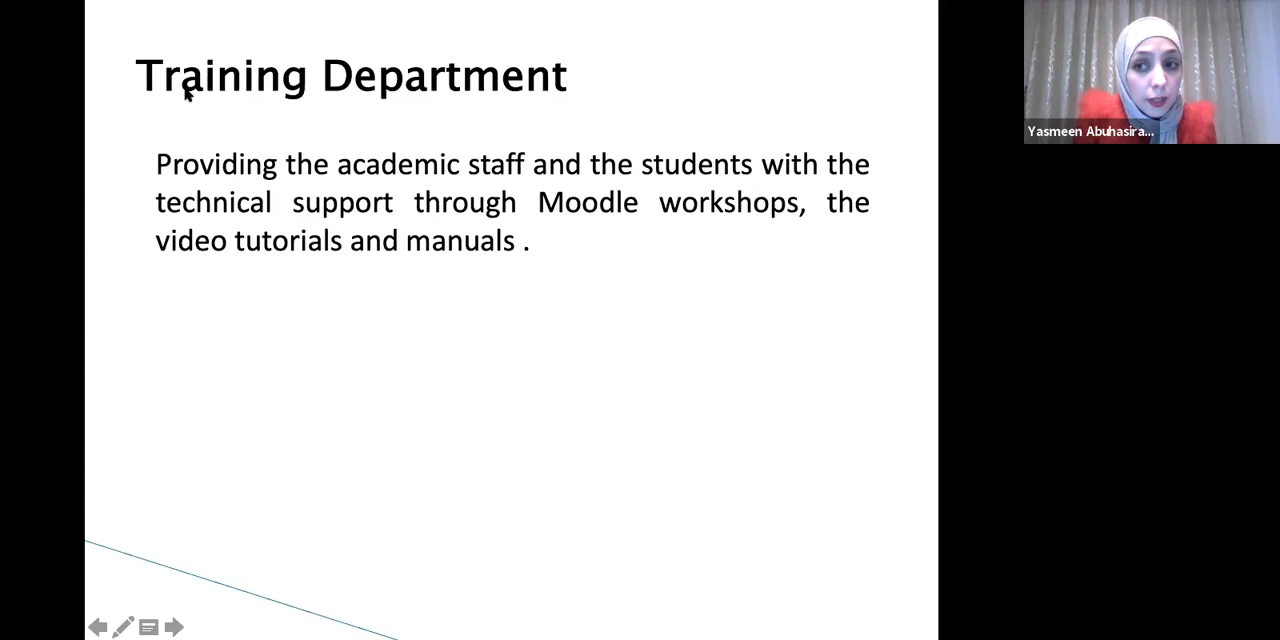 Training Department
Providing the academic staff and the students with the
technical support through Moodle workshops, the
video tutorials and manuals .
Yasmeen Abuhasira...